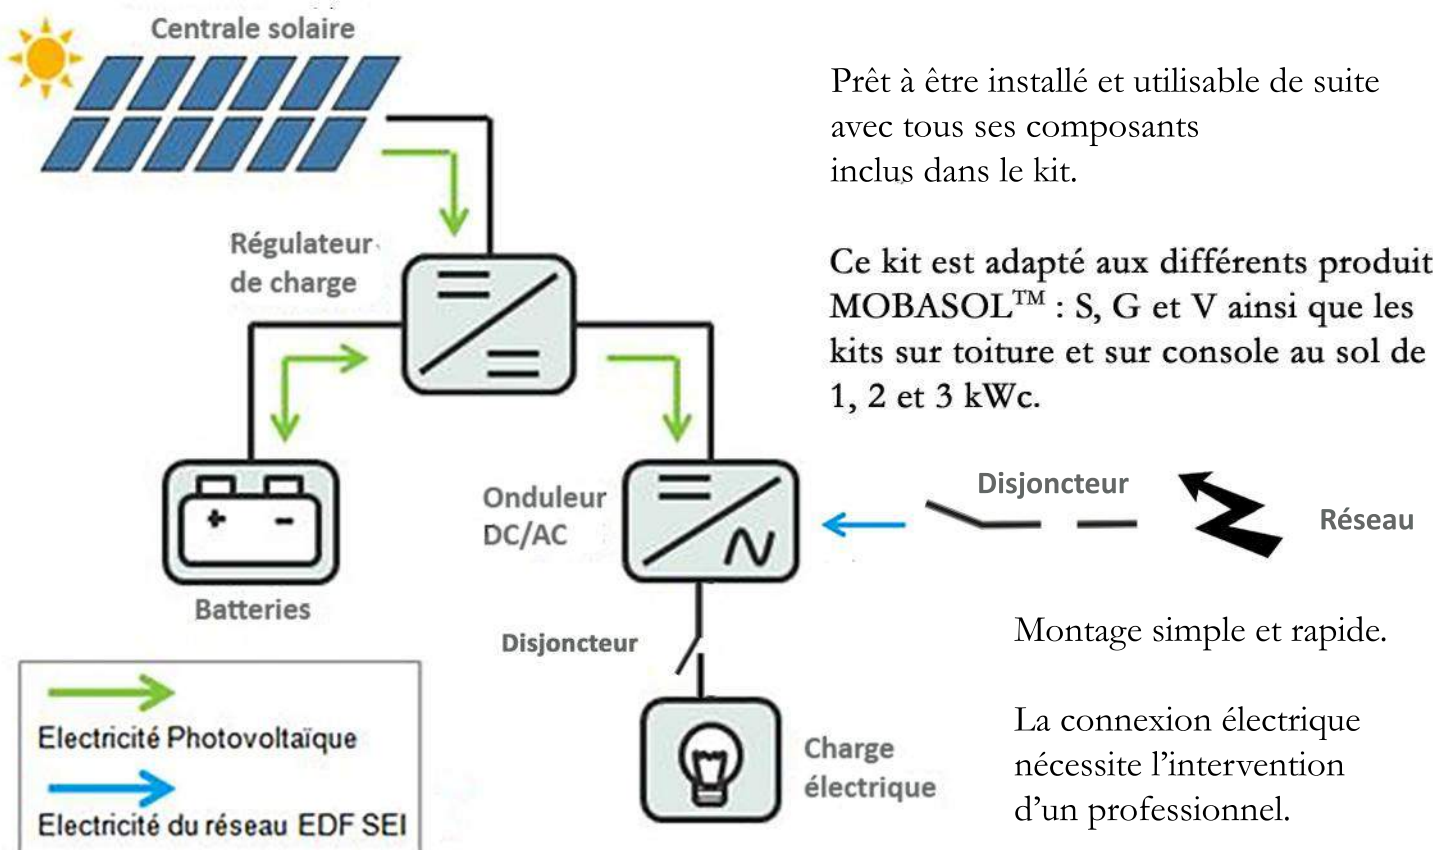 Centrale solaire
Prêt à être installé et utilisable de suite
avec tous ses composants
inclus dans le kit.
Régulateur
de charge
Ce kit est adapté aux différents produit
MOBASOL™ : S, G et V ainsi que les
kits sur toiture et sur console au sol de
1, 2 et 3 kWc.
Onduleur
DC/AC
Disjoncteur
Réseau
Batteries
Disjoncteur
Montage simple et rapide.
La connexion électrique
nécessite l’intervention
d’un professionnel.
Charge
électrique
Electricité Photovoltaïque
Electricité du réseau EDF SEI